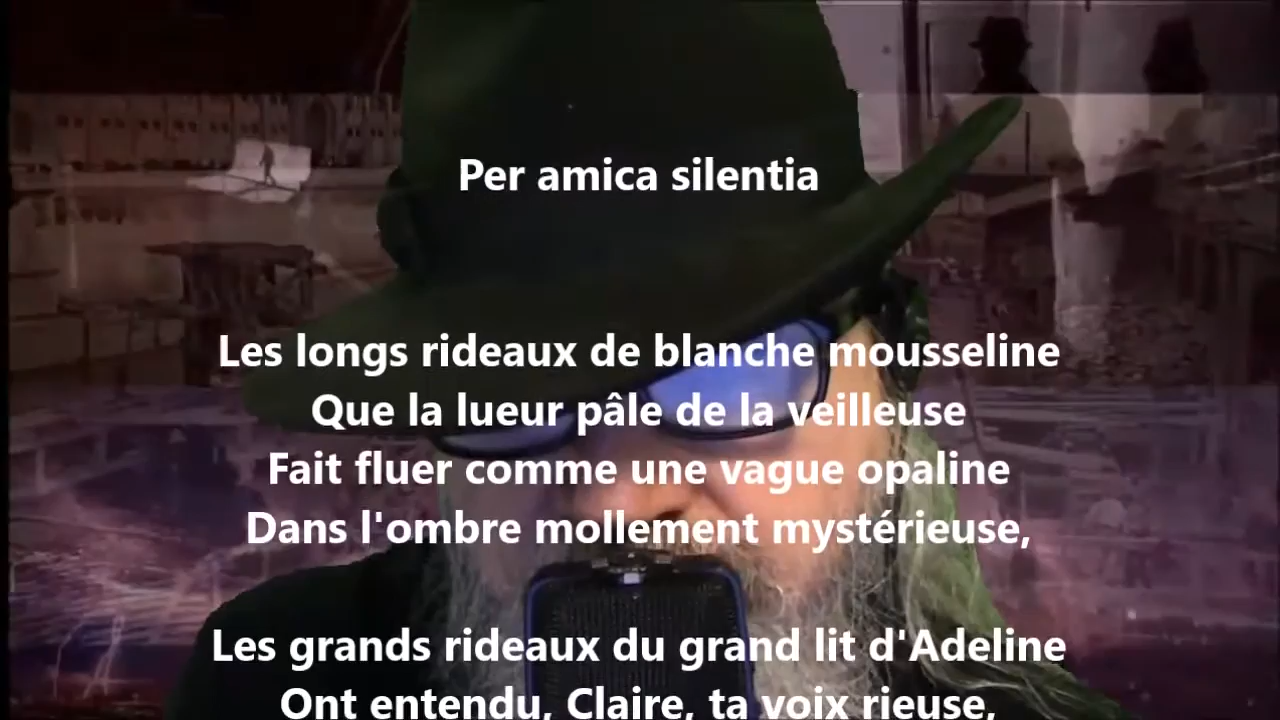 Per amica silentia
Les longs rideaux de blanche mousseline
Que la lueur pâle de la veilleuse
Fait fluer comme une vague opaline
Dans l'ombre mollement mystérieuse,
Les grands rideaux du grand lit d'Adeline
Ont entendu, Claire, ta voix rieuse,